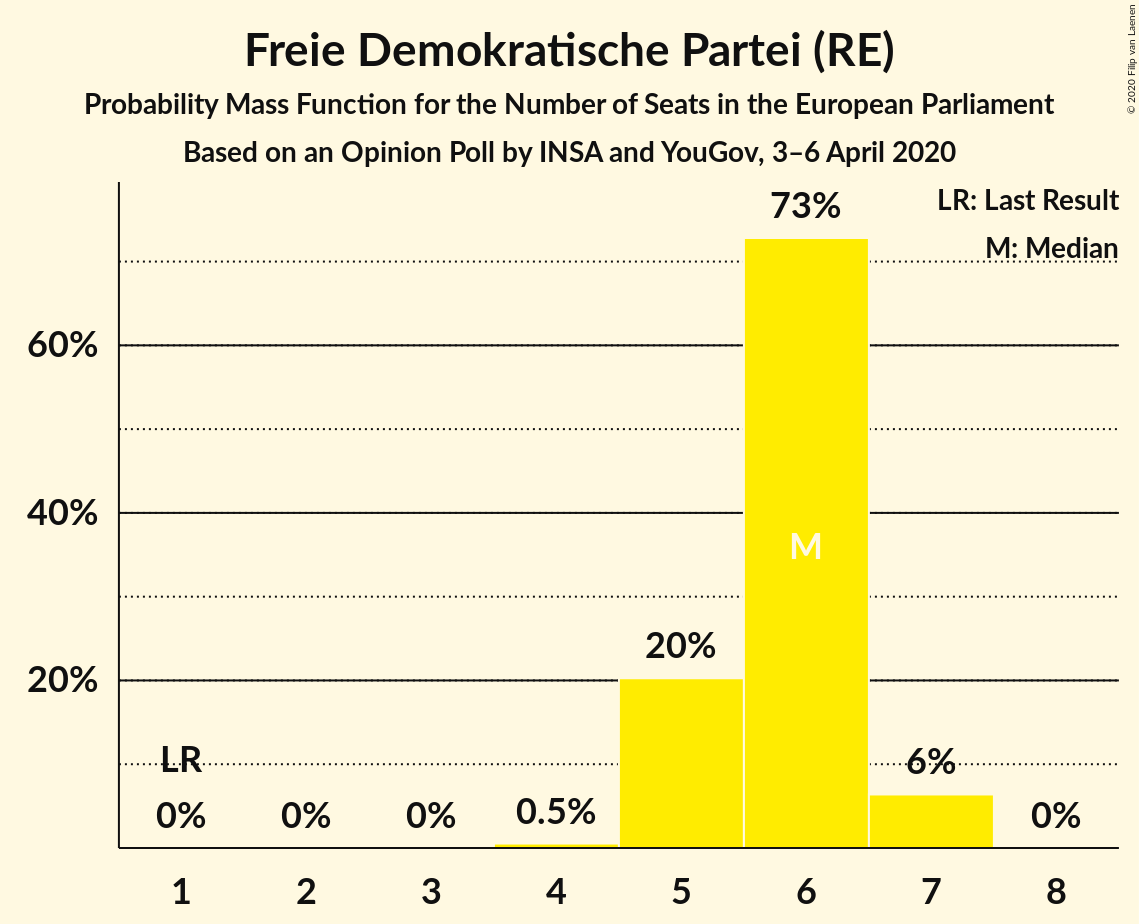 Freie Demokratische Partei (RE)
Probability Mass Function for the Number of Seats in the European Parliament
Based on an Opinion Poll by INSA and YouGov, 3–6 April 2020
© 2020 Filip van Laenen
LR: Last Result
M: Median
73%
60%
40%
M
20%
20%
LR
6%
0%
0%
0%
0.5%
0%
1 2 3 4 5 6 7 8